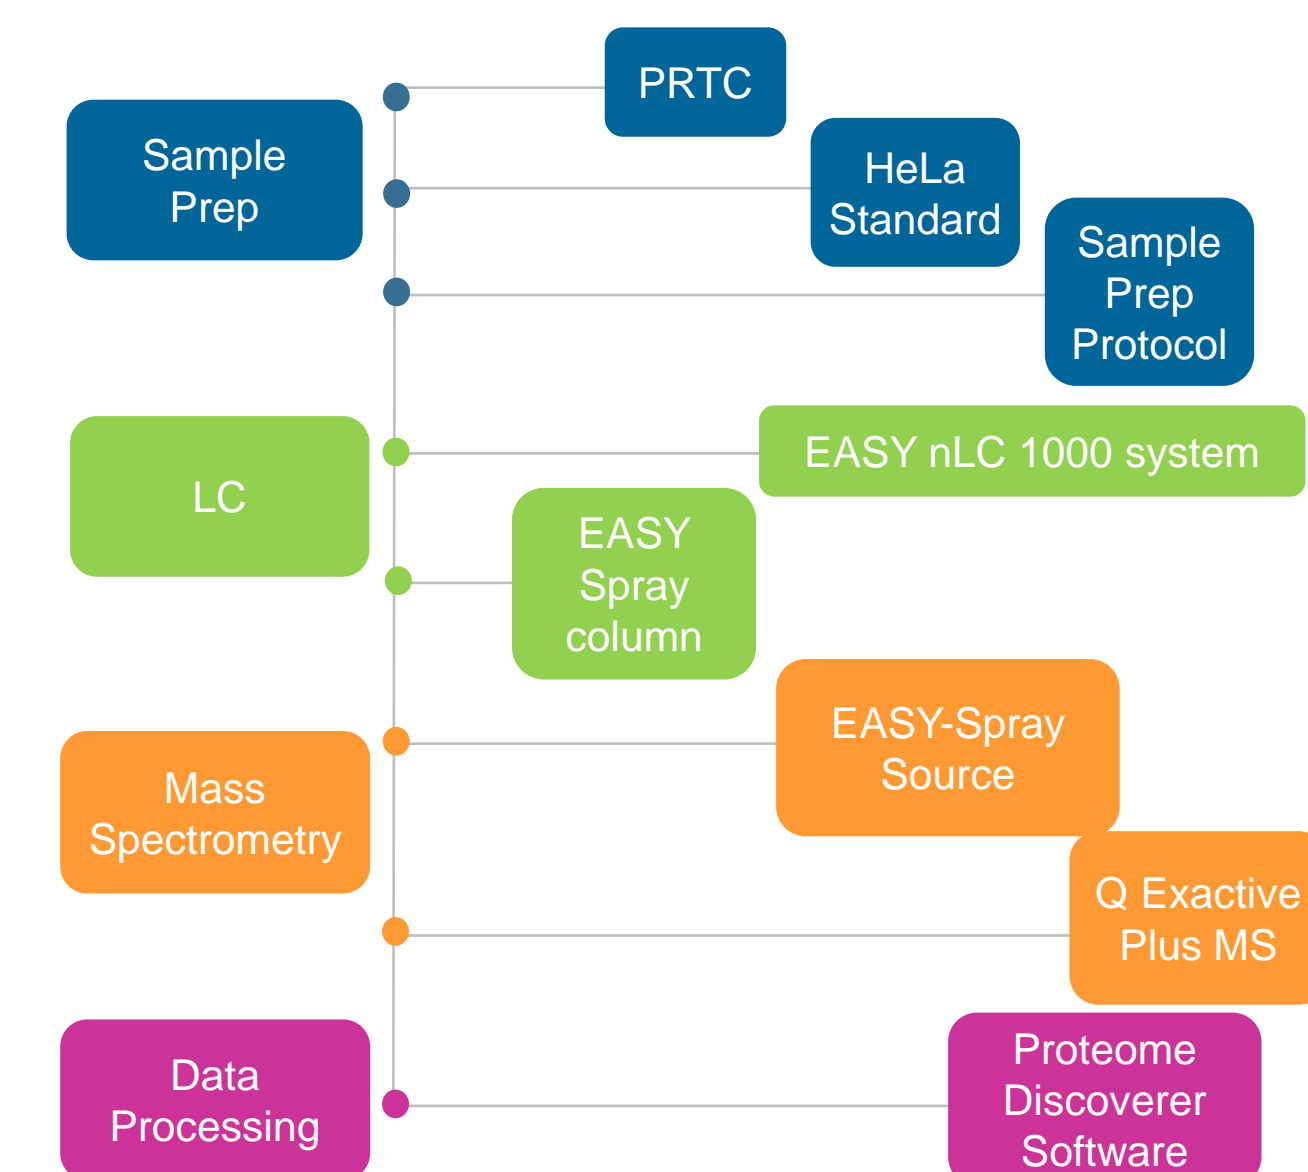 PRTC
Sample
Prep
HeLa
Standard
Sample
Prep
Protocol
LC
EASY nLC 1000 system
EASY
Spray
column
Mass
Spectrometry
EASY-Spray
Source
Q Exactive
Plus MS
Data
Processing
Proteome
Discoverer
Software